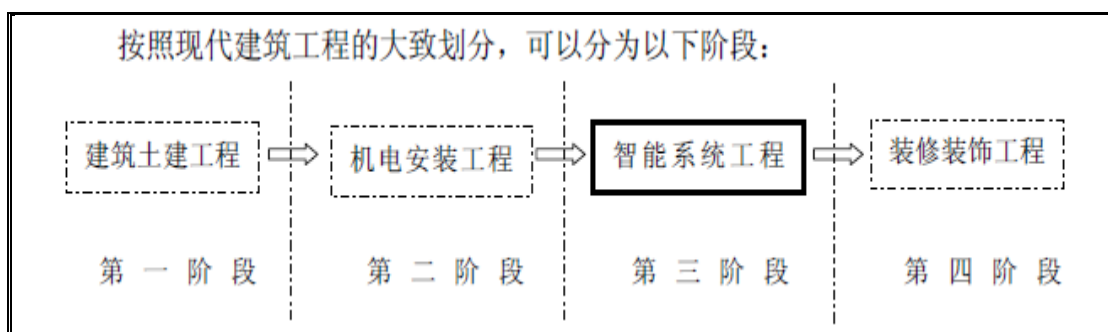 按照现代建筑工程的大致划分，可以分为以下阶段：
建筑土建工程 机电安装工程 智能系统工程 装修装饰工程
第一阶段 第二阶段 第三阶段 第四阶段